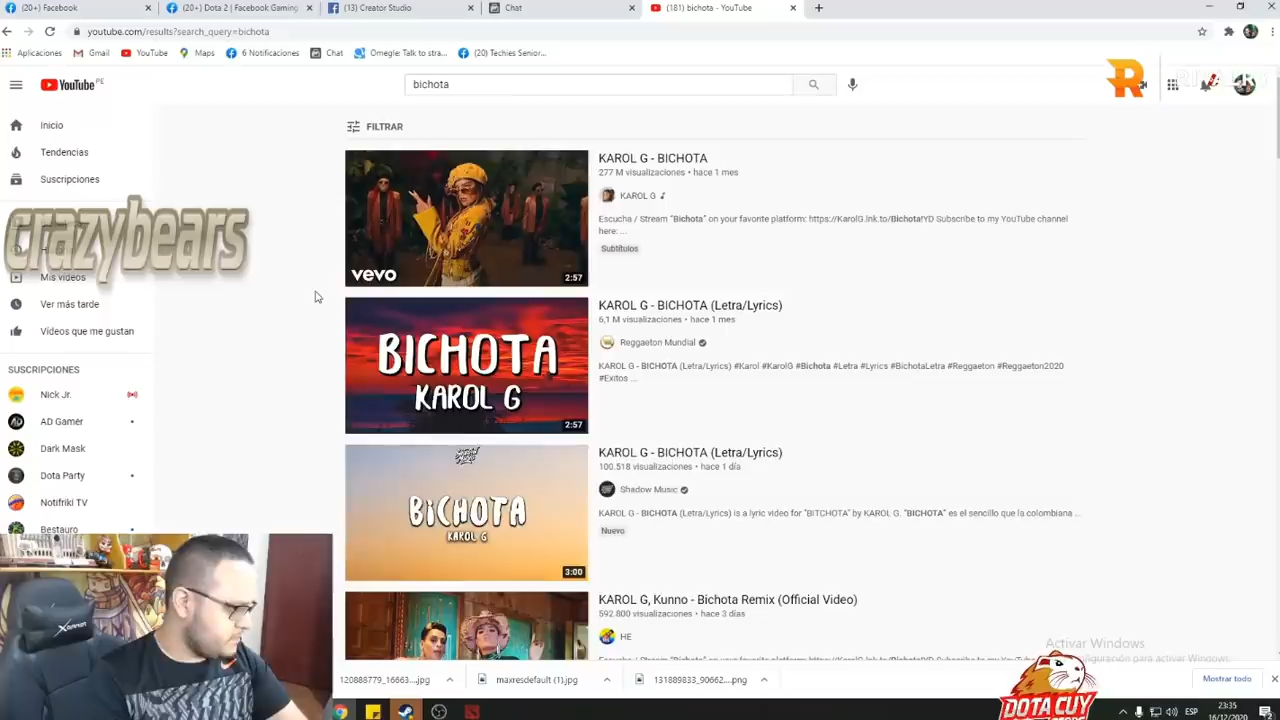 (20+) Facebook
(20+) Dota 2 | Facebook Gaming
(13) Creator Studio
Chat
(181) bichota - YouTube
youtube.com/results?search_query=bichota
Aplicaciones
Gmail
YouTube
Maps
6 Notificaciones
Chat
Omegle: Talk to stra...
(20) Techies Senior...
YouTube PE
bichota
FILTRAR
Inicio
Tendencias
Suscripciones
crazybears
Mis videos
Ver más tarde
Vídeos que me gustan
SUSCRIPCIONES
Nick Jr.
AD Gamer
Dark Mask
Dota Party
Notifriki TV
Bestauro
vevo
2:57
KAROL G - BICHOTA
277 M visualizaciones • hace 1 mes
KAROL G
Escucha / Stream "Bichota" on your favorite platform: https://KarolG.lnk.to/Bichota!YD Subscribe to my YouTube channel
here: ...
Subtítulos
BICHOTA
KAROL G
2:57
KAROL G - BICHOTA (Letra/Lyrics)
6,1 M visualizaciones • hace 1 mes
Reggaeton Mundial
KAROL G - BICHOTA (Letra/Lyrics) #Karol #KarolG #Bichota #Letra #Lyrics #BichotaLetra #Reggaeton #Reggaeton2020
#Exitos ...
BICHOTA
KAROL G
3:00
KAROL G - BICHOTA (Letra/Lyrics)
100.518 visualizaciones • hace 1 día
Shadow Music
KAROL G - BICHOTA (Letra/Lyrics) is a lyric video for "BITCHOTA" by KAROL G. "BICHOTA" es el sencillo que la colombiana ...
Nuevo
KAROL G, Kunno - Bichota Remix (Official Video)
592.800 visualizaciones • hace 3 días
HE
Activar Windows
configuración para activar Windows.
120888779_16663....jpg
maxresdefault (1).jpg
131889833_90662....png
Mostrar todo
DOTA CUY
ESP
23:35
16/12/2020